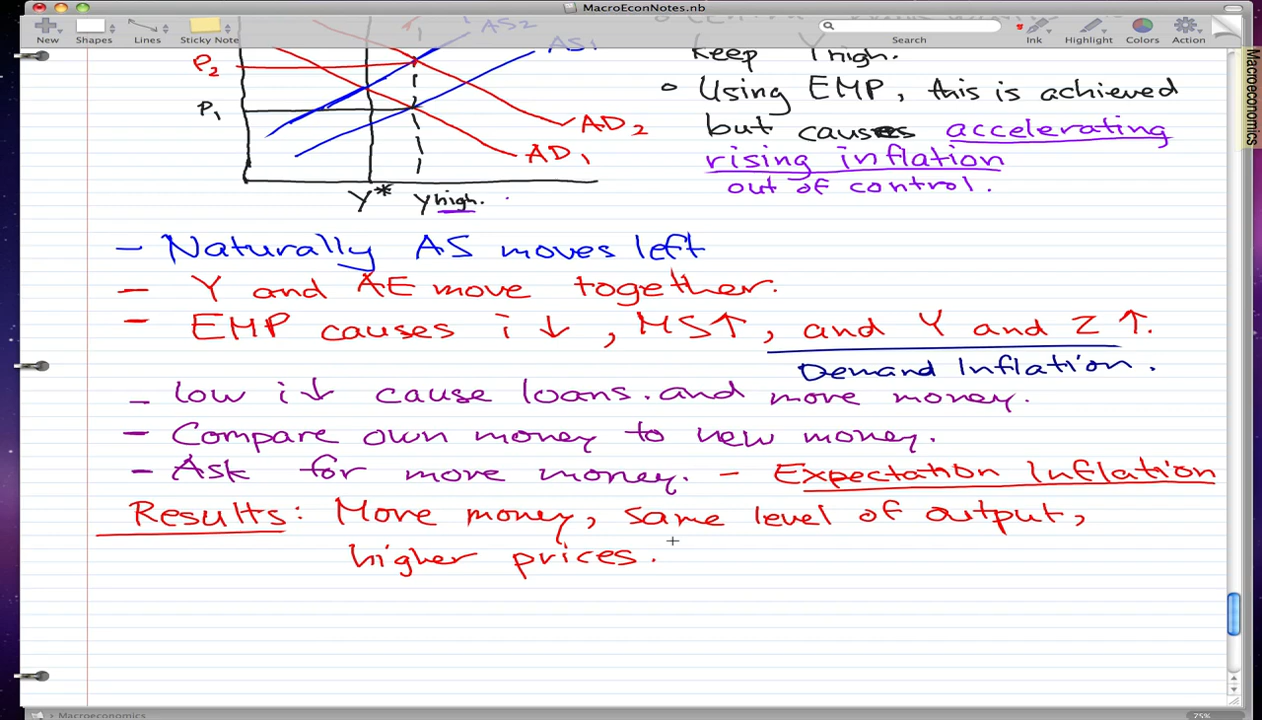 MacroEconNotes.nb
New Shapes Lines Sticky Note Search Ink Highlight Colors Action
AS2
AS1
keep Y high.
P2
P1
• Using EMP, this is achieved
but causes accelerating
rising inflation
out of control.
AD2
AD1
Y* Yhigh.
- Naturally AS moves left
- Y and AE move together.
- EMP causes i ↓, MS↑, and Y and Z ↑.
Demand Inflation.
- Low i↓ cause loans. and more money.
- Compare own money to new money.
- Ask for more money. - Expectation Inflation
Results: More money, same level of output,
higher prices.
Macroeconomics
Macroeconomics
75%